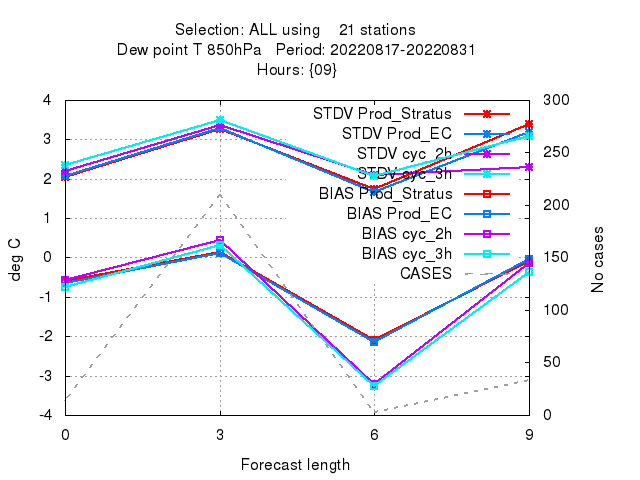 Selection: ALL using 21 stations
Dew point T 850hPa Period: 20220817-20220831
Hours: {09}
deg C
4
3
2
1
0
-1
-2
-3
-4
300
250
200
150
100
50
0
No cases
STDV Prod_Stratus
STDV Prod_EC
STDV cyc_2h
STDV cyc_3h
BIAS Prod_Stratus
BIAS Prod_EC
BIAS cyc_2h
BIAS cyc_3h
CASES
0 3 6 9
Forecast length